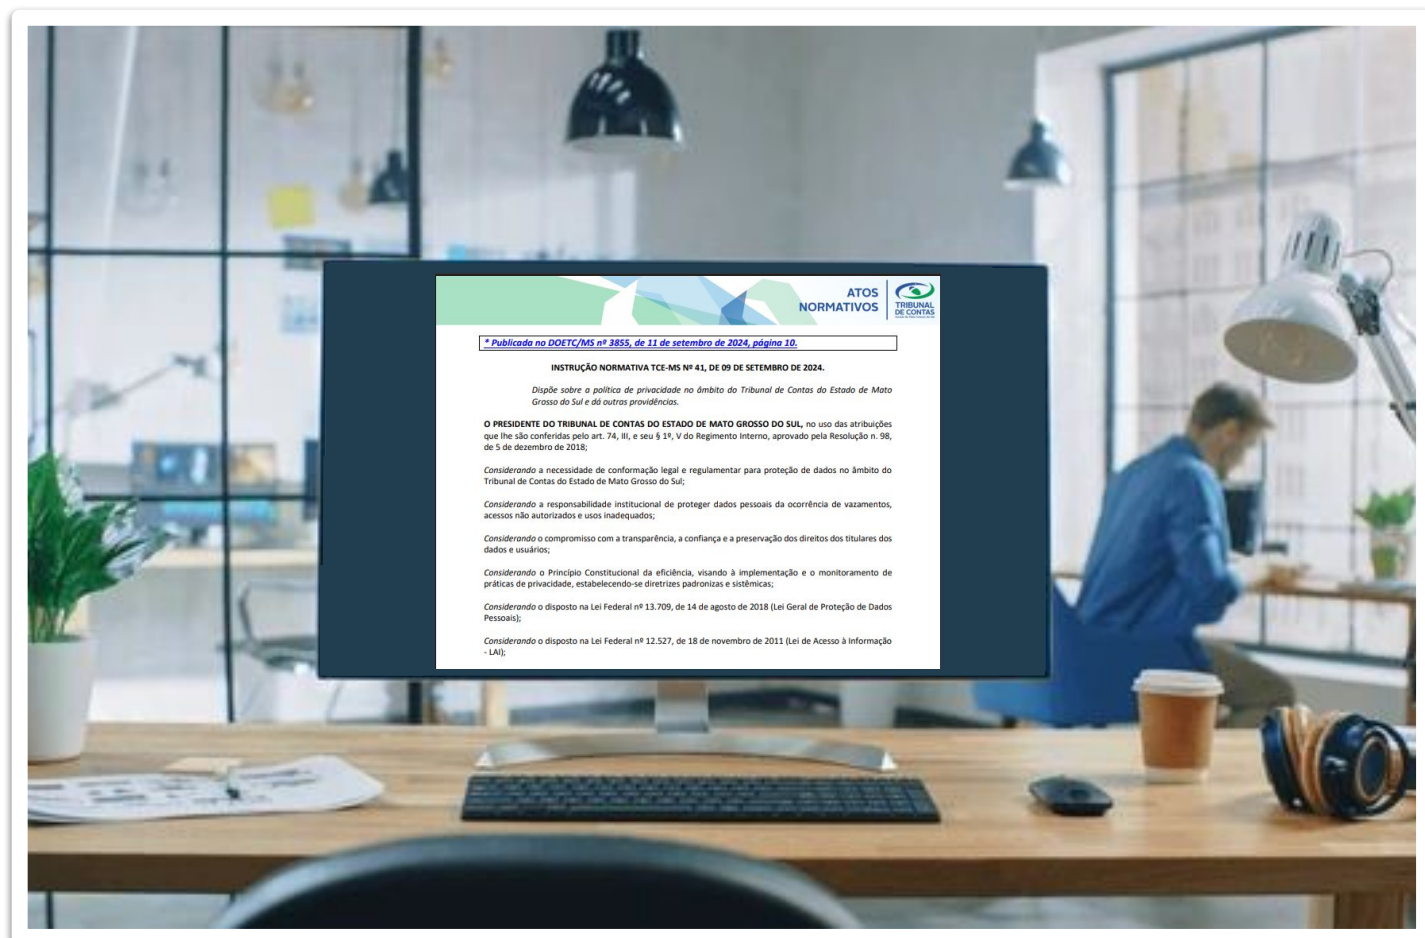 ATOS
NORMATIVOS
TRIBUNAL
DE CONTAS
* Publicada no DOETC/MS nº 3855, de 11 de setembro de 2024, página 10.
INSTRUÇÃO NORMATIVA TCE-MS Nº 41, DE 09 DE SETEMBRO DE 2024.
Dispõe sobre a política de privacidade no âmbito do Tribunal de Contas do Estado de Mato
Grosso do Sul e dá outras providências.
O PRESIDENTE DO TRIBUNAL DE CONTAS DO ESTADO DE MATO GROSSO DO SUL, no uso das atribuições
que lhe são conferidas pelo art. 74, III, e seu § 1º, V do Regimento Interno, aprovado pela Resolução n. 98,
de 5 de dezembro de 2018;
Considerando a necessidade de conformação legal e regulamentar para proteção de dados no âmbito do
Tribunal de Contas do Estado de Mato Grosso do Sul;
Considerando a responsabilidade institucional de proteger dados pessoais da ocorrência de vazamentos,
acessos não autorizados e usos inadequados;
Considerando o compromisso com a transparência, a confiança e a preservação dos direitos dos titulares dos
dados e usuários;
Considerando o Princípio Constitucional da eficiência, visando à implementação e o monitoramento de
práticas de privacidade, estabelecendo-se diretrizes padronizas e sistêmicas;
Considerando o disposto na Lei Federal nº 13.709, de 14 de agosto de 2018 (Lei Geral de Proteção de Dados
Pessoais);
Considerando o disposto na Lei Federal nº 12.527, de 18 de novembro de 2011 (Lei de Acesso à Informação
- LAI);